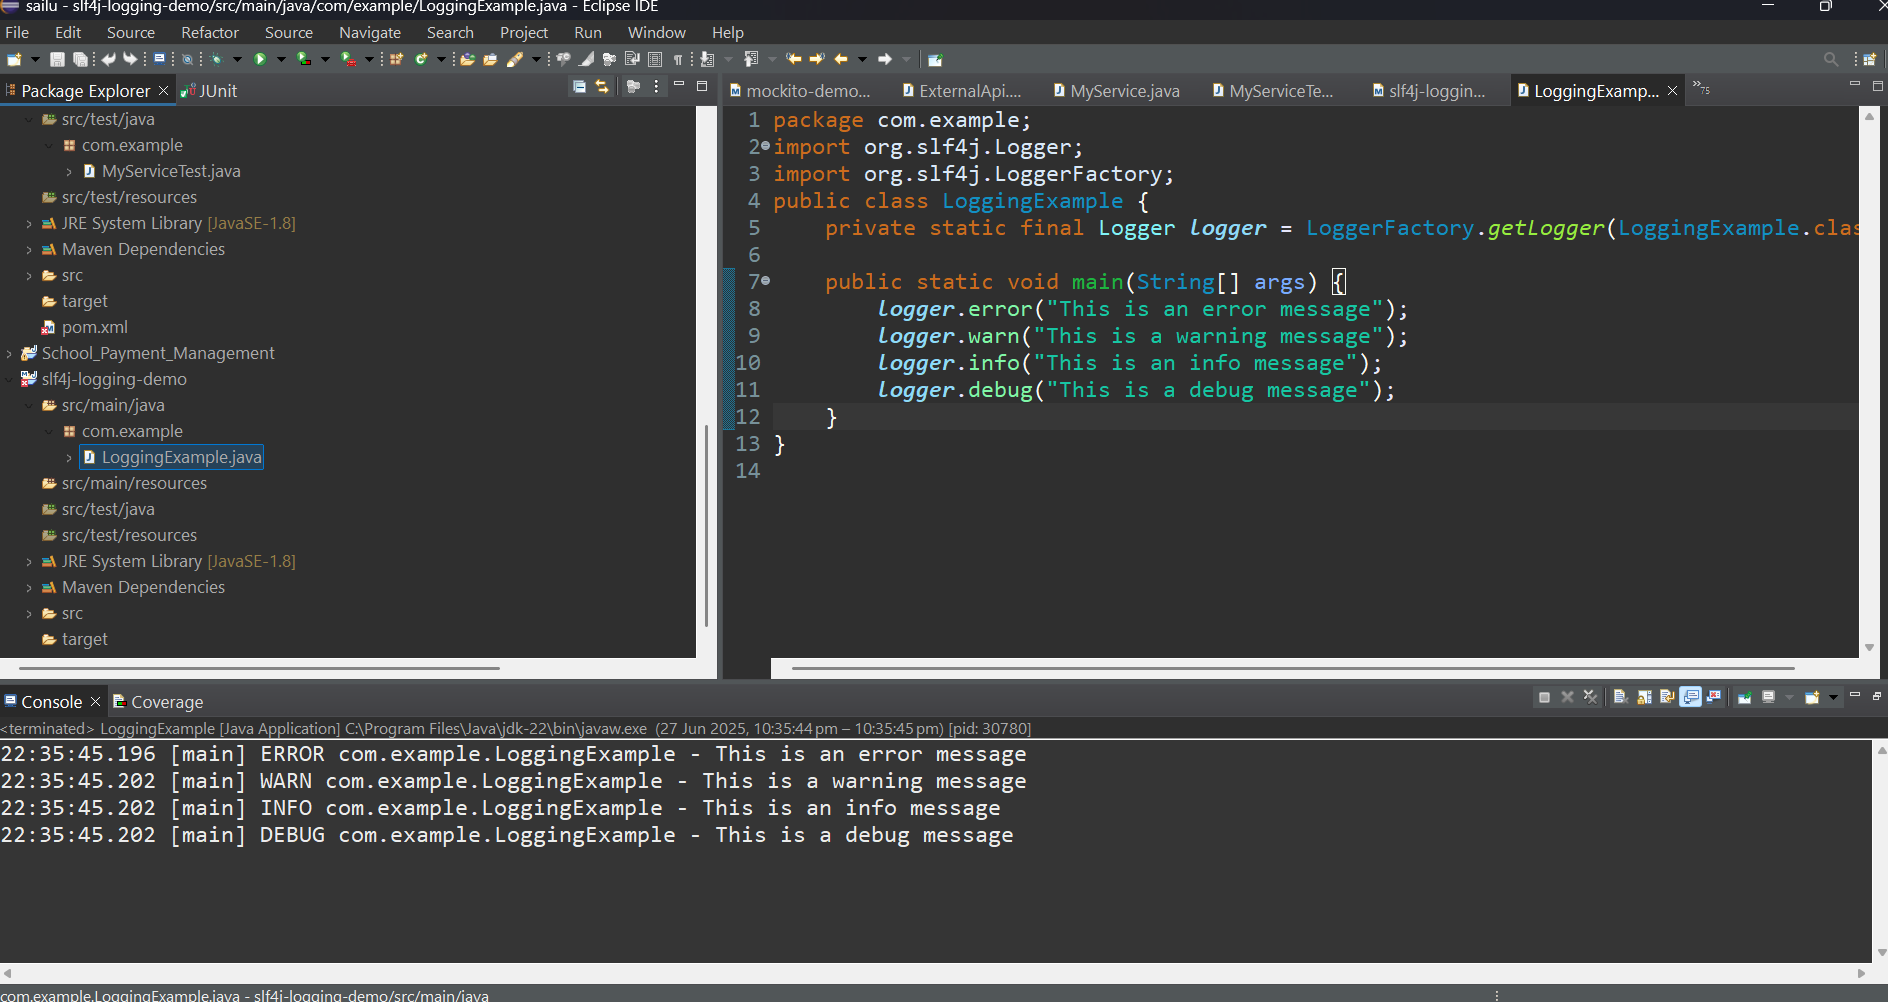 sailu - slf4j-logging-demo/src/main/java/com/example/LoggingExample.java - Eclipse IDE
File Edit Source Refactor Source Navigate Search Project Run Window Help
Package Explorer JUnit
src/test/java
com.example
MyServiceTest.java
src/test/resources
JRE System Library [JavaSE-1.8]
Maven Dependencies
src
target
pom.xml
School_Payment_Management
slf4j-logging-demo
src/main/java
com.example
LoggingExample.java
src/main/resources
src/test/java
src/test/resources
JRE System Library [JavaSE-1.8]
Maven Dependencies
src
target
mockito-demo... ExternalApi.... MyService.java MyServiceTe... slf4j-loggin... LoggingExamp... »75
1 package com.example;
2 import org.slf4j.Logger;
3 import org.slf4j.LoggerFactory;
4 public class LoggingExample {
5 private static final Logger logger = LoggerFactory.getLogger(LoggingExample.clas
6
7 public static void main(String[] args) {
8 logger.error("This is an error message");
9 logger.warn("This is a warning message");
10 logger.info("This is an info message");
11 logger.debug("This is a debug message");
12 }
13 }
14
Console Coverage
<terminated> LoggingExample [Java Application] C:\Program Files\Java\jdk-22\bin\javaw.exe (27 Jun 2025, 10:35:44 pm – 10:35:45 pm) [pid: 30780]
22:35:45.196 [main] ERROR com.example.LoggingExample - This is an error message
22:35:45.202 [main] WARN com.example.LoggingExample - This is a warning message
22:35:45.202 [main] INFO com.example.LoggingExample - This is an info message
22:35:45.202 [main] DEBUG com.example.LoggingExample - This is a debug message
com.example.LoggingExample.java - slf4j-logging-demo/src/main/java